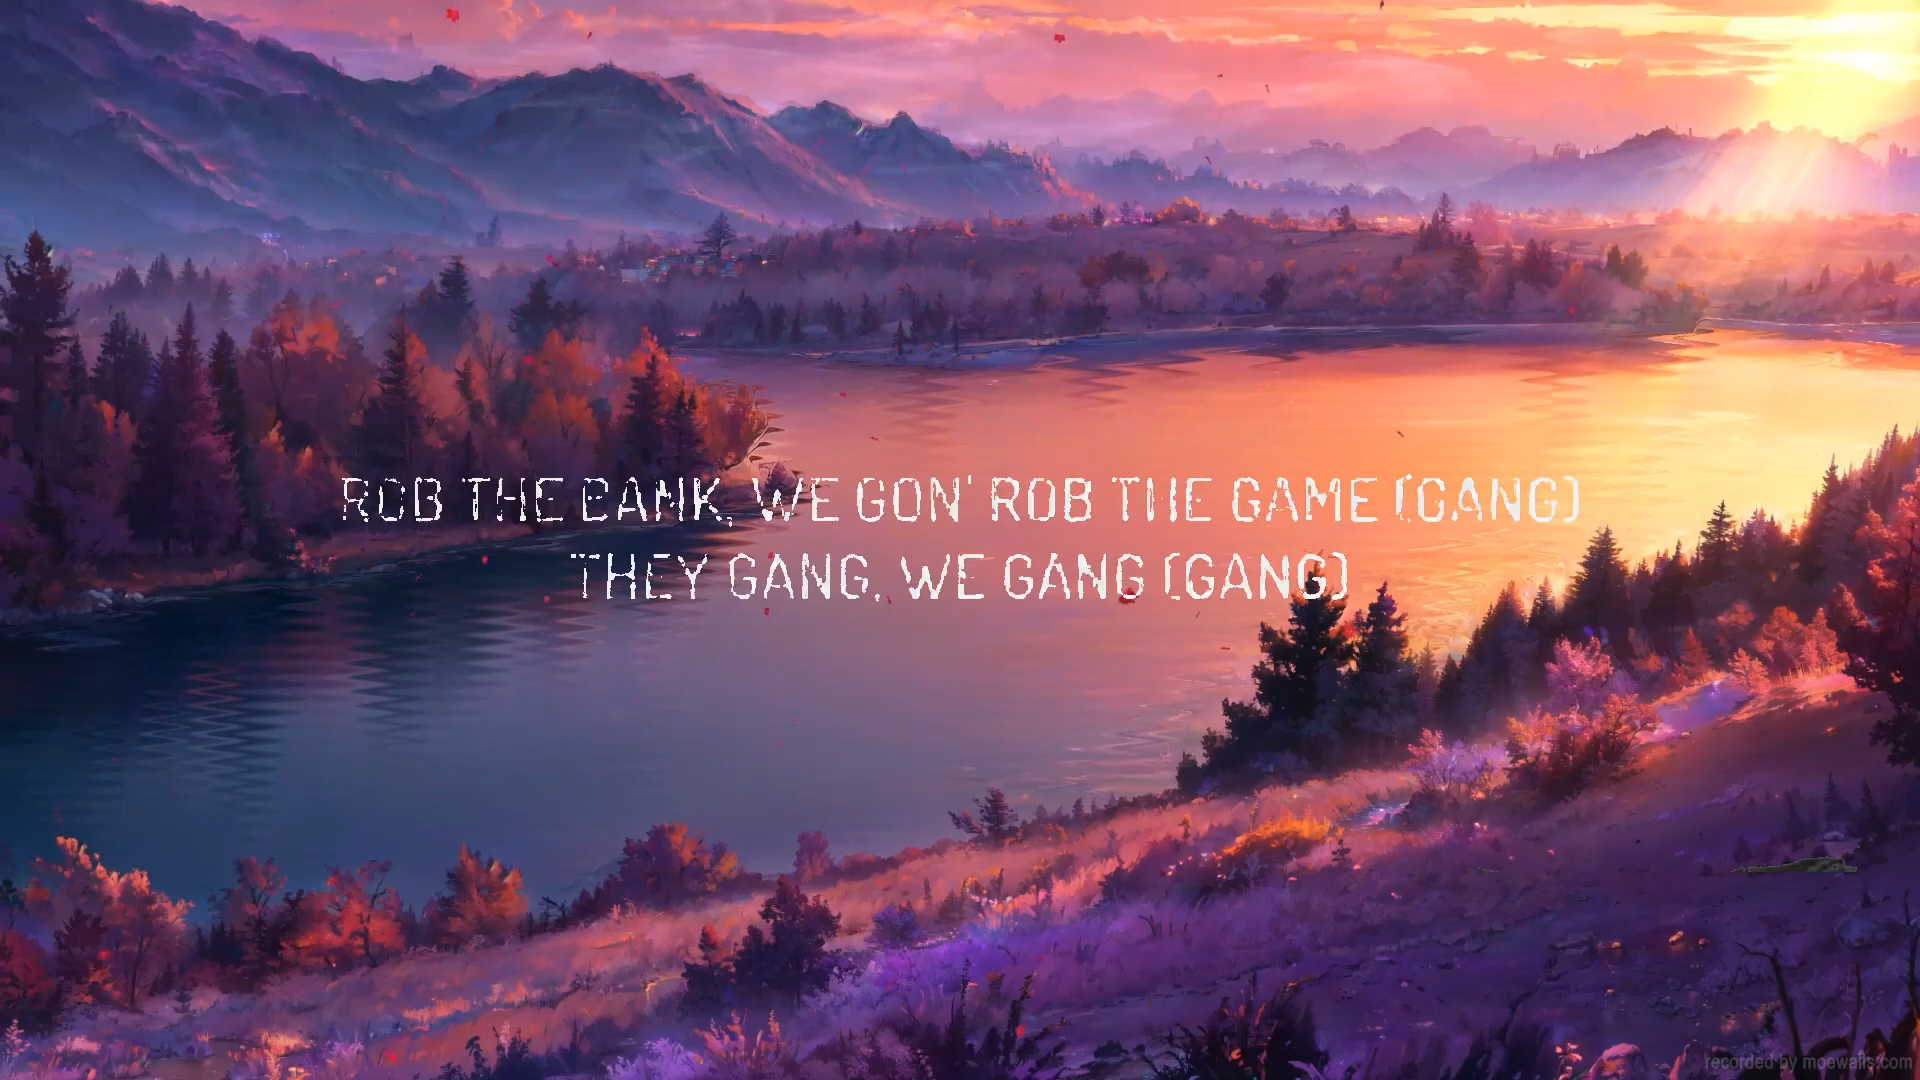 ROB THE BANK, WE GON' ROB THE GAME (GANG)
THEY GANG, WE GANG (GANG)
recorded by moewalls.com